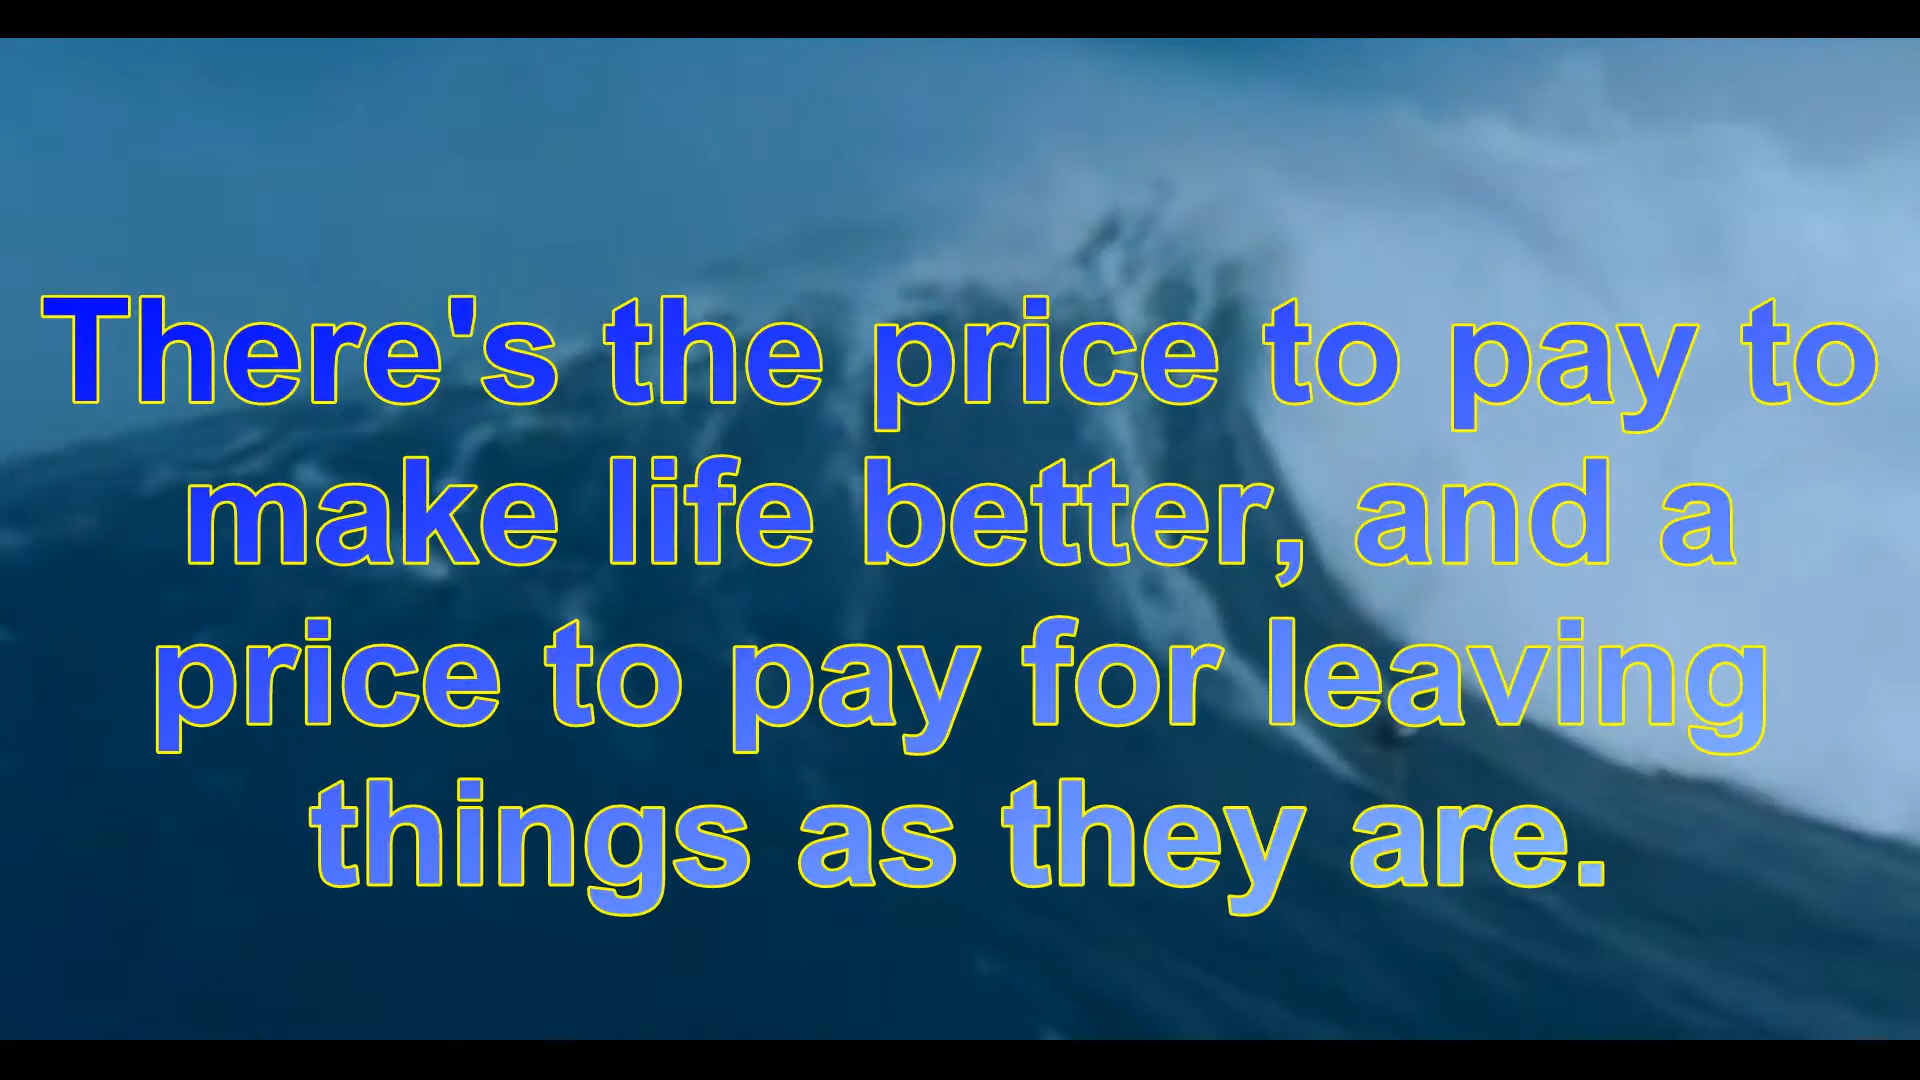 There's the price to pay to
make life better, and a
price to pay for leaving
things as they are.